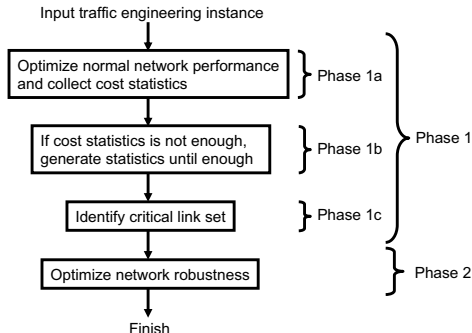 Input traffic engineering instance
Optimize normal network performance
and collect cost statistics
Phase 1a
If cost statistics is not enough,
generate statistics until enough
Phase 1b
Phase 1
Identify critical link set
Phase 1c
Optimize network robustness
Phase 2
Finish